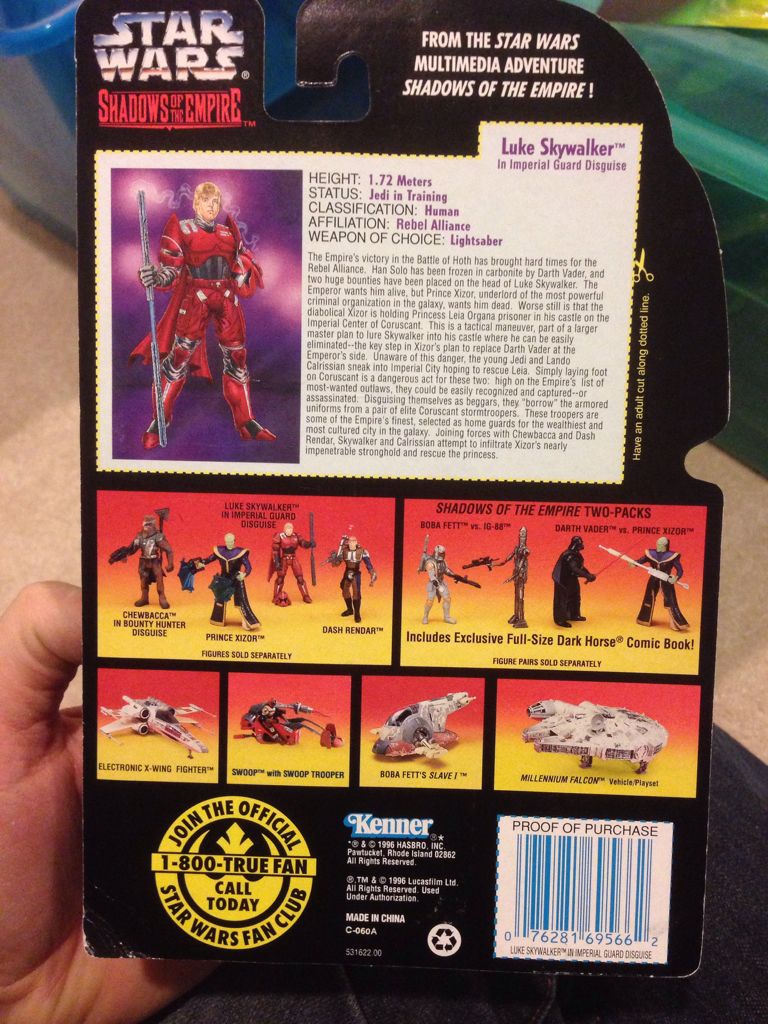 STAR
WARS®
SHADOWS OF THE EMPIRE™
FROM THE STAR WARS
MULTIMEDIA ADVENTURE
SHADOWS OF THE EMPIRE!
Luke Skywalker™
In Imperial Guard Disguise
HEIGHT: 1.72 Meters
STATUS: Jedi in Training
CLASSIFICATION: Human
AFFILIATION: Rebel Alliance
WEAPON OF CHOICE: Lightsaber
The Empire's victory in the Battle of Hoth has brought hard times for the
Rebel Alliance. Han Solo has been frozen in carbonite by Darth Vader, and
two huge bounties have been placed on the head of Luke Skywalker. The
Emperor wants him alive, but Prince Xizor, underlord of the most powerful
criminal organization in the galaxy, wants him dead. Worse still is that the
diabolical Xizor is holding Princess Leia Organa prisoner in his castle on the
Imperial Center of Coruscant. This is a tactical maneuver, part of a larger
master plan to lure Skywalker into his castle where he can be easily
eliminated--the key step in Xizor's plan to replace Darth Vader at the
Emperor's side. Unaware of this danger, the young Jedi and Lando
Calrissian sneak into Imperial City hoping to rescue Leia. Simply laying foot
on Coruscant is a dangerous act for these two: high on the Empire's list of
most-wanted outlaws, they could be easily recognized and captured--or
assassinated. Disguising themselves as beggars, they "borrow" the armored
uniforms from a pair of elite Coruscant stormtroopers. These troopers are
some of the Empire's finest, selected as home guards for the wealthiest and
most cultured city in the galaxy. Joining forces with Chewbacca and Dash
Rendar, Skywalker and Calrissian attempt to infiltrate Xizor's nearly
impenetrable stronghold and rescue the princess.
Have an adult cut along dotted line.
LUKE SKYWALKER™
IN IMPERIAL GUARD
DISGUISE
CHEWBACCA™
IN BOUNTY HUNTER
DISGUISE
PRINCE XIZOR™
DASH RENDAR™
FIGURES SOLD SEPARATELY
SHADOWS OF THE EMPIRE TWO-PACKS
BOBA FETT™ vs. IG-88™
DARTH VADER™ vs. PRINCE XIZOR™
Includes Exclusive Full-Size Dark Horse® Comic Book!
FIGURE PAIRS SOLD SEPARATELY
ELECTRONIC X-WING FIGHTER™
SWOOP™ with SWOOP TROOPER
BOBA FETT'S SLAVE I™
MILLENNIUM FALCON™ Vehicle/Playset
JOIN THE OFFICIAL
1-800-TRUE FAN
CALL
TODAY
STAR WARS FAN CLUB
Kenner®*
*® & © 1996 HASBRO, INC.
Pawtucket, Rhode Island 02862
All Rights Reserved.
®,TM & © 1996 Lucasfilm Ltd.
All Rights Reserved. Used
Under Authorization.
MADE IN CHINA
C-060A
531622.00
PROOF OF PURCHASE
0 76281 69566 2
LUKE SKYWALKER™ IN IMPERIAL GUARD DISGUISE